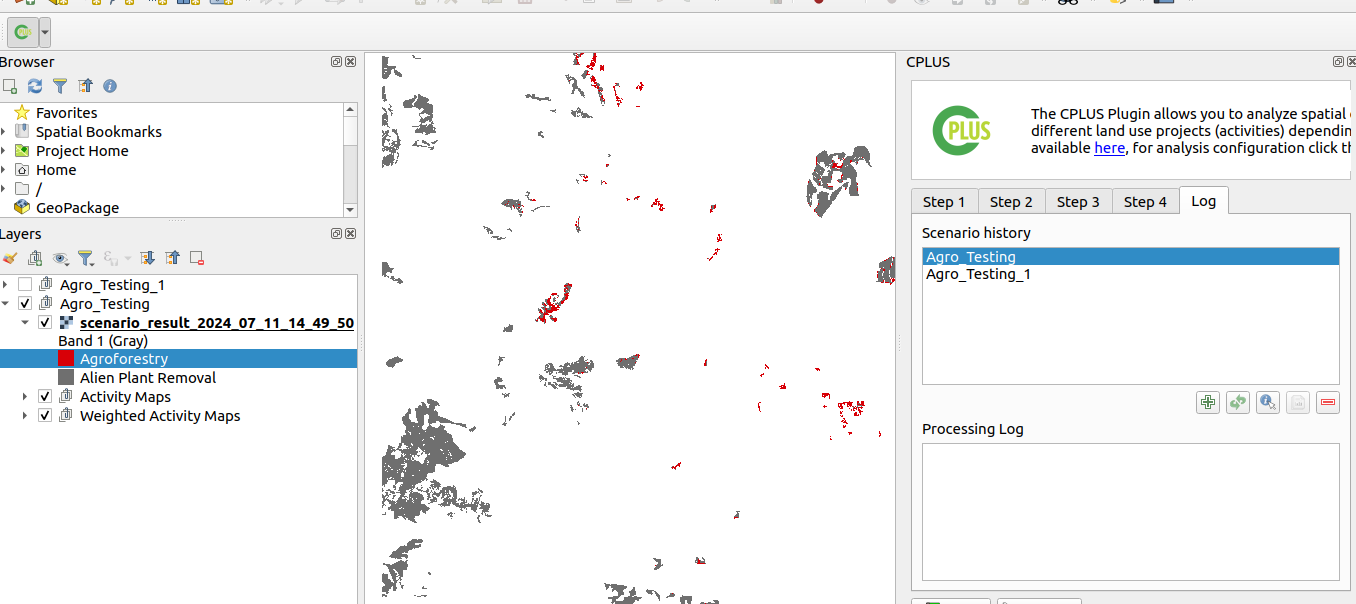 Browser
Favorites
Spatial Bookmarks
Project Home
Home
/
GeoPackage
Layers
Agro_Testing_1
Agro_Testing
scenario_result_2024_07_11_14_49_50
Band 1 (Gray)
Agroforestry
Alien Plant Removal
Activity Maps
Weighted Activity Maps
CPLUS
CPLUS
The CPLUS Plugin allows you to analyze spatial
different land use projects (activities) dependin
available here, for analysis configuration click th
Step 1
Step 2
Step 3
Step 4
Log
Scenario history
Agro_Testing
Agro_Testing_1
Processing Log